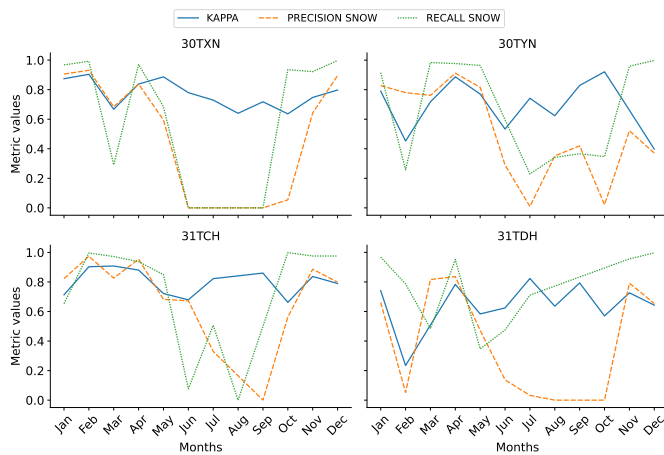 KAPPA PRECISION SNOW RECALL SNOW
30TXN 30TYN
1.0
0.8
0.6
0.4
0.2
0.0
Metric values
31TCH 31TDH
1.0
0.8
0.6
0.4
0.2
0.0
Metric values
Jan Feb Mar Apr May Jun Jul Aug Sep Oct Nov Dec
Jan Feb Mar Apr May Jun Jul Aug Sep Oct Nov Dec
Months Months